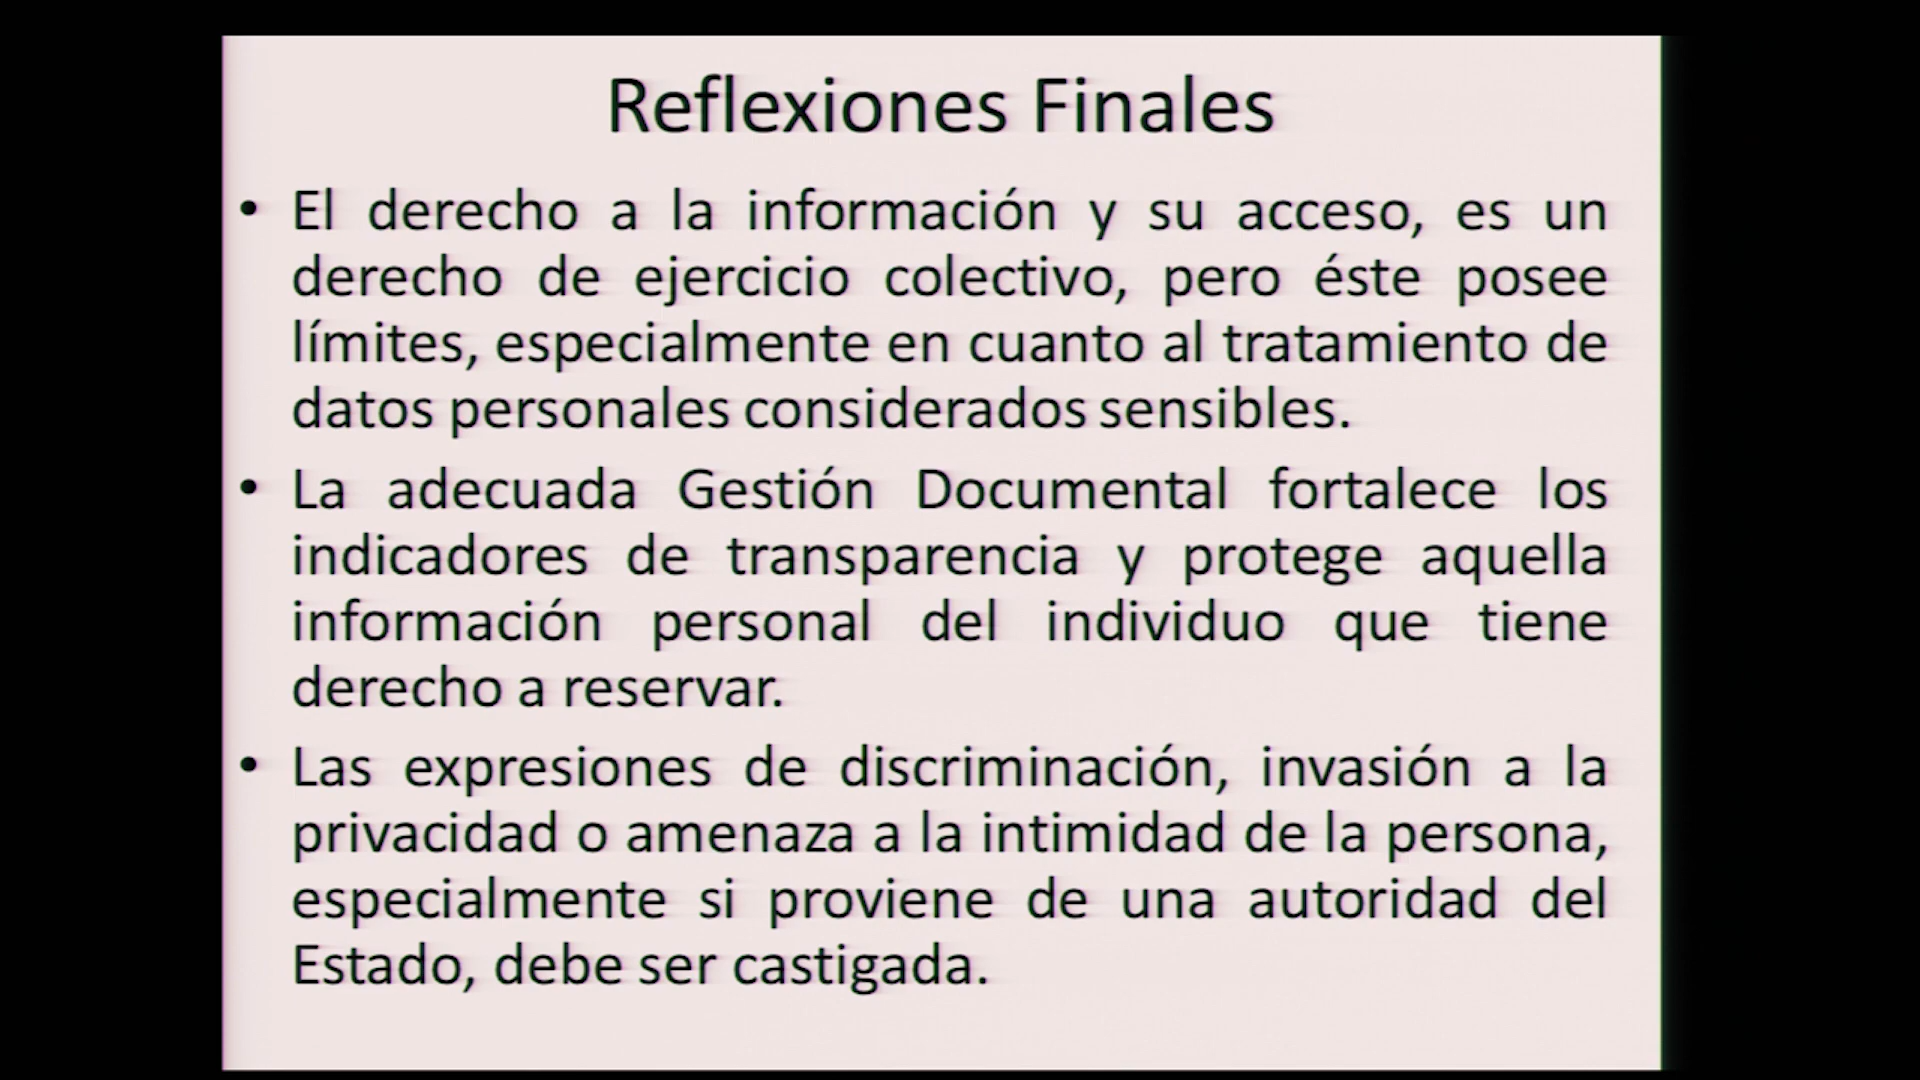 Reflexiones Finales
• El derecho a la información y su acceso, es un
derecho de ejercicio colectivo, pero éste posee
límites, especialmente en cuanto al tratamiento de
datos personales considerados sensibles.
• La adecuada Gestión Documental fortalece los
indicadores de transparencia y protege aquella
información personal del individuo que tiene
derecho a reservar.
• Las expresiones de discriminación, invasión a la
privacidad o amenaza a la intimidad de la persona,
especialmente si proviene de una autoridad del
Estado, debe ser castigada.